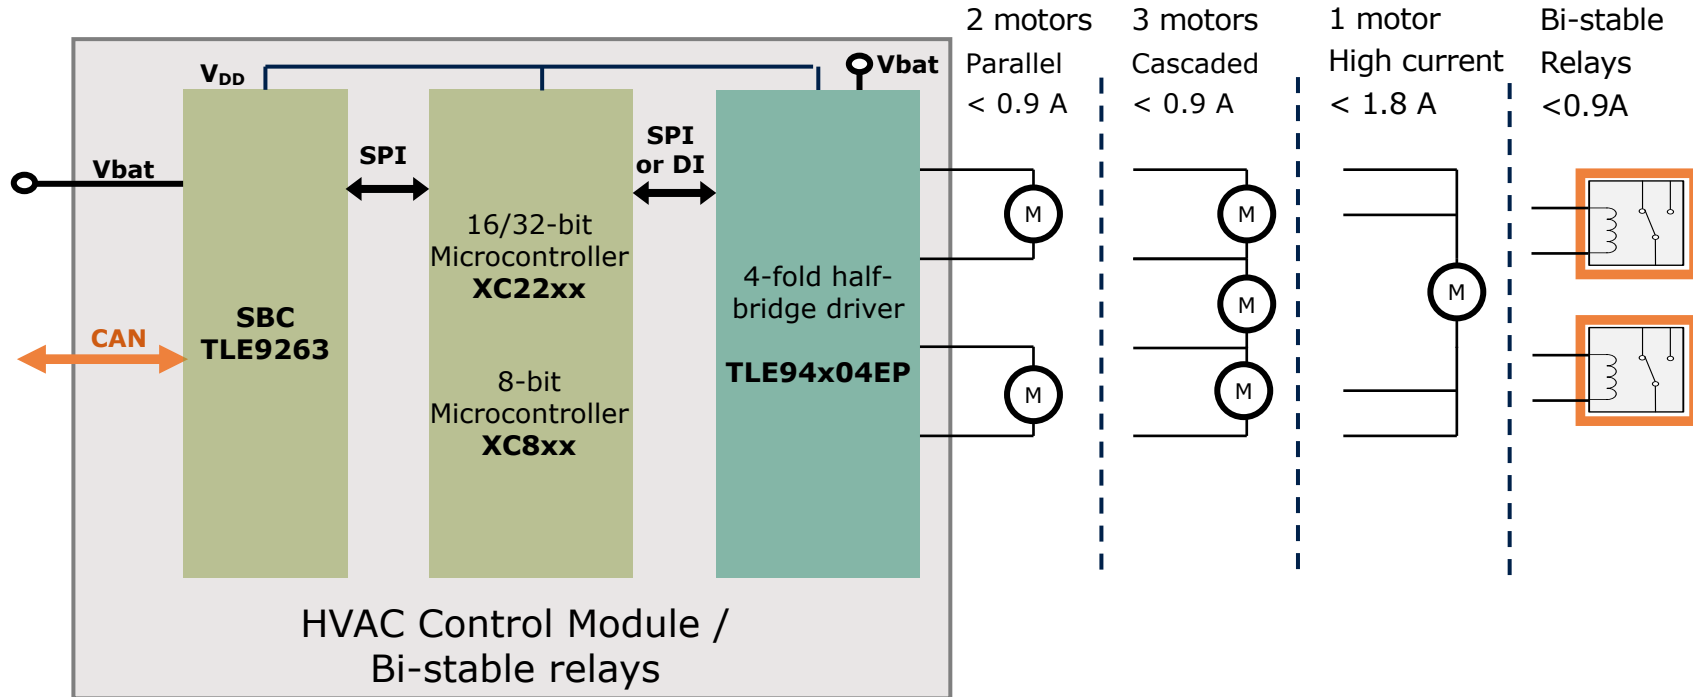 2 motors
Parallel
< 0.9 A
3 motors
Cascaded
< 0.9 A
1 motor
High current
< 1.8 A
Bi-stable
Relays
<0.9A
VDD
Vbat
Vbat
SPI
SPI
or DI
CAN
SBC
TLE9263
16/32-bit
Microcontroller
XC22xx
8-bit
Microcontroller
XC8xx
4-fold half-
bridge driver
TLE94x04EP
M
M
M
M
M
M
HVAC Control Module /
Bi-stable relays